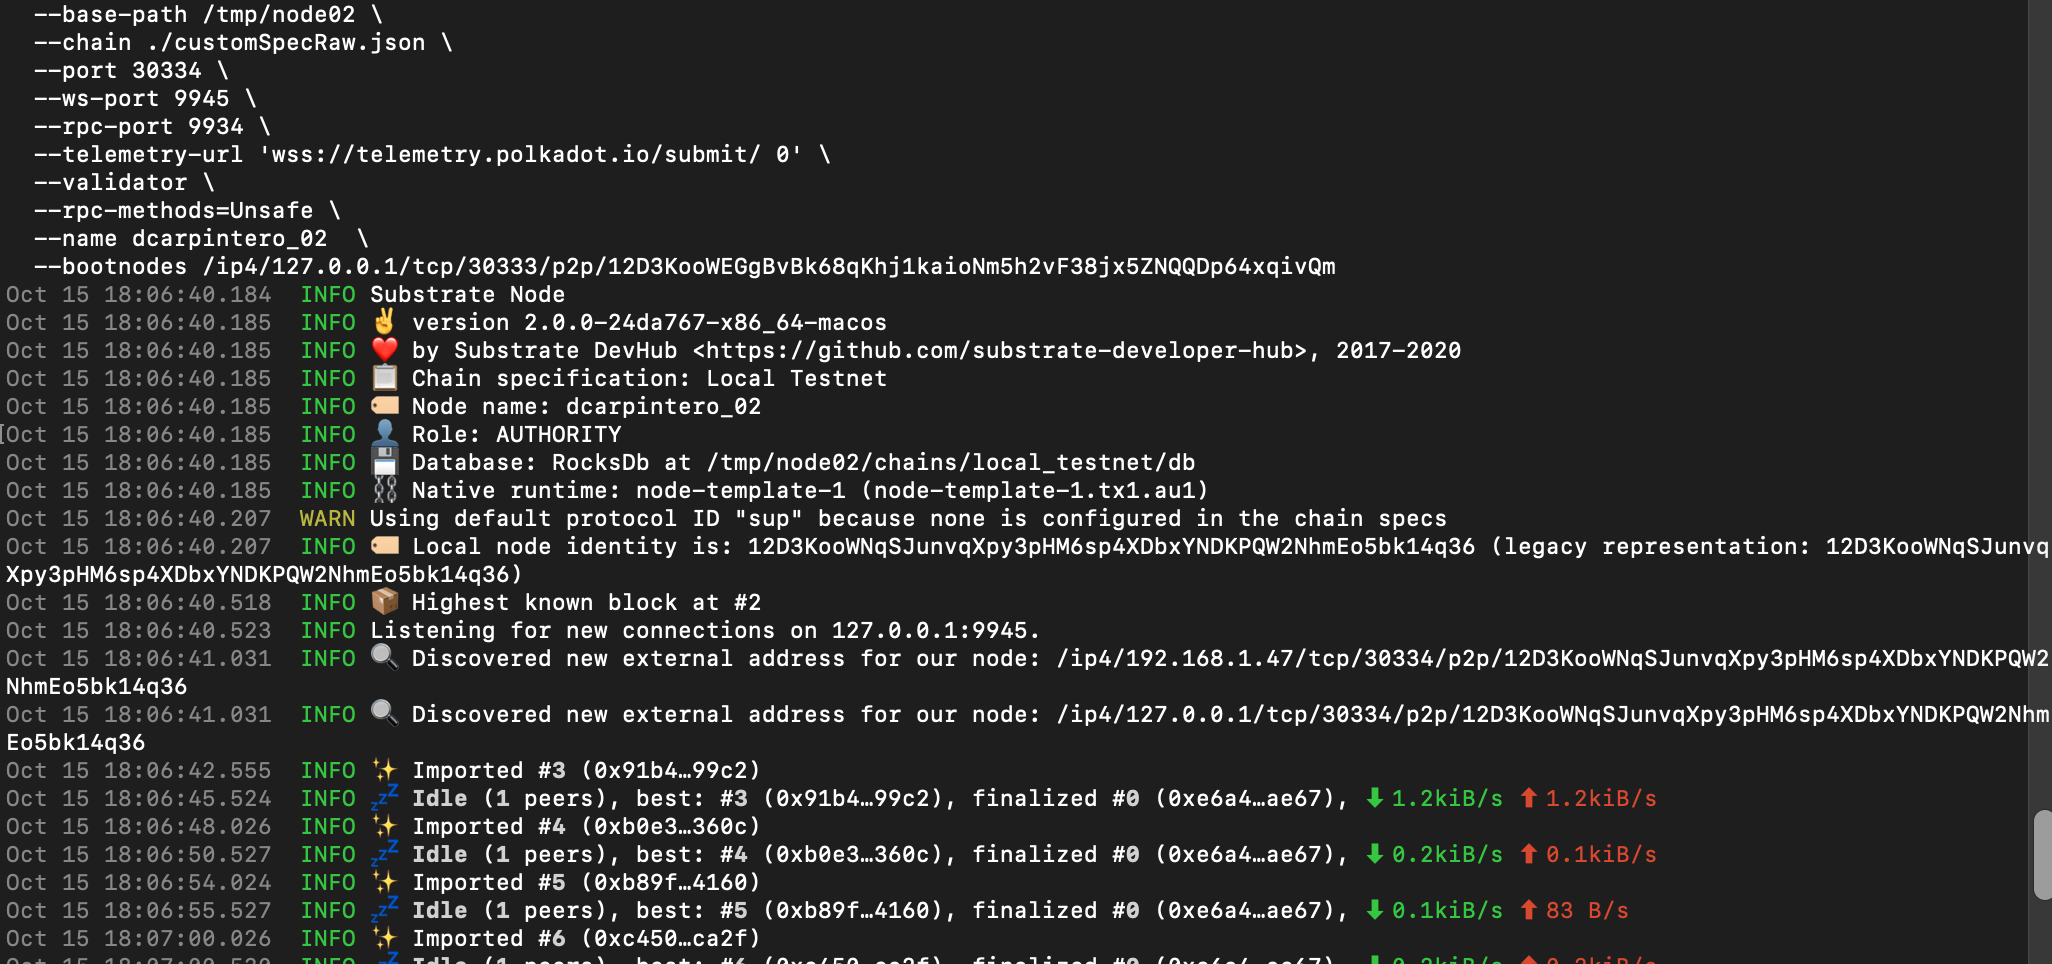 --base-path /tmp/node02 \
--chain ./customSpecRaw.json \
--port 30334 \
--ws-port 9945 \
--rpc-port 9934 \
--telemetry-url 'wss://telemetry.polkadot.io/submit/ 0' \
--validator \
--rpc-methods=Unsafe \
--name dcarpintero_02  \
--bootnodes /ip4/127.0.0.1/tcp/30333/p2p/12D3KooWEGgBvBk68qKhj1kaioNm5h2vF38jx5ZNQQDp64xqivQm
Oct 15 18:06:40.184  INFO Substrate Node
Oct 15 18:06:40.185  INFO ✌️ version 2.0.0-24da767-x86_64-macos
Oct 15 18:06:40.185  INFO ❤️ by Substrate DevHub <https://github.com/substrate-developer-hub>, 2017-2020
Oct 15 18:06:40.185  INFO 📋 Chain specification: Local Testnet
Oct 15 18:06:40.185  INFO 🏷 Node name: dcarpintero_02
Oct 15 18:06:40.185  INFO 👤 Role: AUTHORITY
Oct 15 18:06:40.185  INFO 💾 Database: RocksDb at /tmp/node02/chains/local_testnet/db
Oct 15 18:06:40.185  INFO ⛓ Native runtime: node-template-1 (node-template-1.tx1.au1)
Oct 15 18:06:40.207  WARN Using default protocol ID "sup" because none is configured in the chain specs
Oct 15 18:06:40.207  INFO 🏷 Local node identity is: 12D3KooWNqSJunvqXpy3pHM6sp4XDbxYNDKPQW2NhmEo5bk14q36 (legacy representation: 12D3KooWNqSJunvq
Xpy3pHM6sp4XDbxYNDKPQW2NhmEo5bk14q36)
Oct 15 18:06:40.518  INFO 📦 Highest known block at #2
Oct 15 18:06:40.523  INFO Listening for new connections on 127.0.0.1:9945.
Oct 15 18:06:41.031  INFO 🔍 Discovered new external address for our node: /ip4/192.168.1.47/tcp/30334/p2p/12D3KooWNqSJunvqXpy3pHM6sp4XDbxYNDKPQW2
NhmEo5bk14q36
Oct 15 18:06:41.031  INFO 🔍 Discovered new external address for our node: /ip4/127.0.0.1/tcp/30334/p2p/12D3KooWNqSJunvqXpy3pHM6sp4XDbxYNDKPQW2Nhm
Eo5bk14q36
Oct 15 18:06:42.555  INFO ✨ Imported #3 (0x91b4…99c2)
Oct 15 18:06:45.524  INFO 💤 Idle (1 peers), best: #3 (0x91b4…99c2), finalized #0 (0xe6a4…ae67), ⬇ 1.2kiB/s ⬆ 1.2kiB/s
Oct 15 18:06:48.026  INFO ✨ Imported #4 (0xb0e3…360c)
Oct 15 18:06:50.527  INFO 💤 Idle (1 peers), best: #4 (0xb0e3…360c), finalized #0 (0xe6a4…ae67), ⬇ 0.2kiB/s ⬆ 0.1kiB/s
Oct 15 18:06:54.024  INFO ✨ Imported #5 (0xb89f…4160)
Oct 15 18:06:55.527  INFO 💤 Idle (1 peers), best: #5 (0xb89f…4160), finalized #0 (0xe6a4…ae67), ⬇ 0.1kiB/s ⬆ 83 B/s
Oct 15 18:07:00.026  INFO ✨ Imported #6 (0xc450…ca2f)